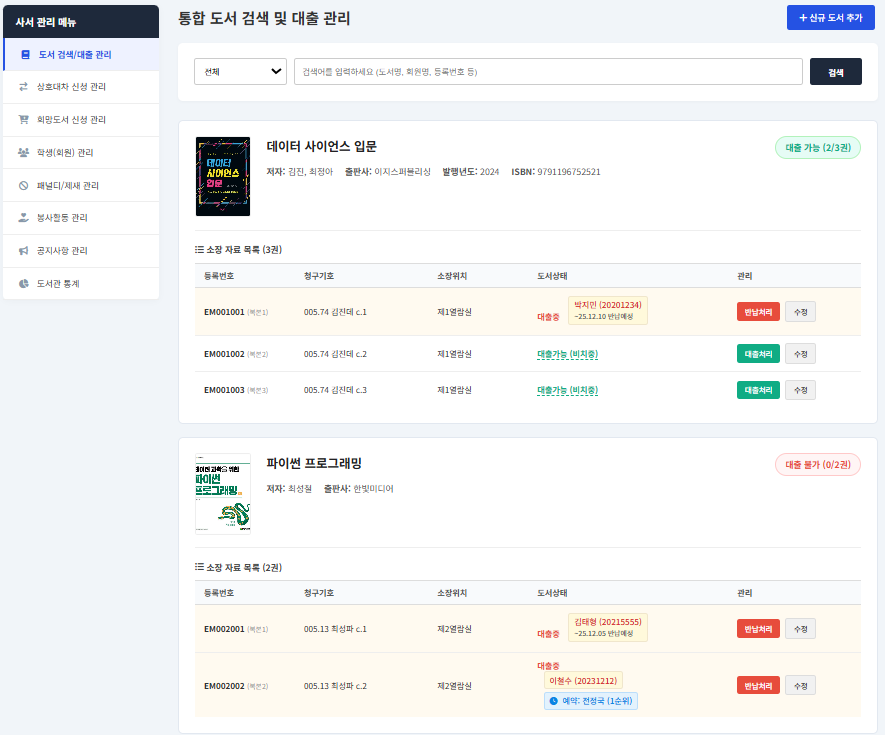 사서 관리 메뉴
도서 검색/대출 관리
상호대차 신청 관리
희망도서 신청 관리
학생(회원) 관리
패널티/제재 관리
봉사활동 관리
공지사항 관리
도서관 통계
통합 도서 검색 및 대출 관리
+ 신규 도서 추가
전체
검색어를 입력하세요 (도서명, 회원명, 등록번호 등)
검색
데이터
사이언스
입문
데이터 사이언스 입문
대출 가능 (2/3권)
저자: 김진, 최정아 출판사: 이지스퍼블리싱 발행년도: 2024 ISBN: 9791196752521
소장 자료 목록 (3권)
등록번호 청구기호 소장위치 도서상태 관리
EM001001 (복본1) 005.74 김진데 c.1 제1열람실 대출중 박지민 (20201234)
~25.12.10 반납예정
반납처리 수정
EM001002 (복본2) 005.74 김진데 c.2 제1열람실 대출가능 (비치중) 대출처리 수정
EM001003 (복본3) 005.74 김진데 c.3 제1열람실 대출가능 (비치중) 대출처리 수정
파이썬
프로그래밍
파이썬 프로그래밍
대출 불가 (0/2권)
저자: 최성철 출판사: 한빛미디어
소장 자료 목록 (2권)
등록번호 청구기호 소장위치 도서상태 관리
EM002001 (복본1) 005.13 최성파 c.1 제2열람실 대출중 김태형 (20215555)
~25.12.05 반납예정
반납처리 수정
EM002002 (복본2) 005.13 최성파 c.2 제2열람실 대출중
이철수 (20231212)
예약: 전정국 (1순위)
반납처리 수정